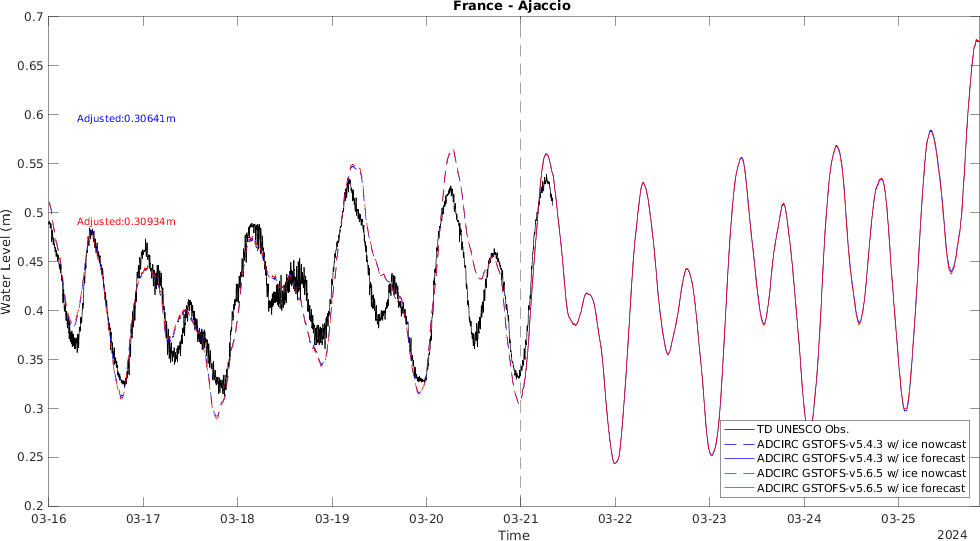 France - Ajaccio
0.7
0.65
0.6
0.55
0.5
0.45
0.4
0.35
0.3
0.25
0.2
Water Level (m)
Adjusted:0.30641m
Adjusted:0.30934m
TD UNESCO Obs.
ADCIRC GSTOFS-v5.4.3 w/ ice nowcast
ADCIRC GSTOFS-v5.4.3 w/ ice forecast
ADCIRC GSTOFS-v5.6.5 w/ ice nowcast
ADCIRC GSTOFS-v5.6.5 w/ ice forecast
03-16 03-17 03-18 03-19 03-20 03-21 03-22 03-23 03-24 03-25
Time
2024